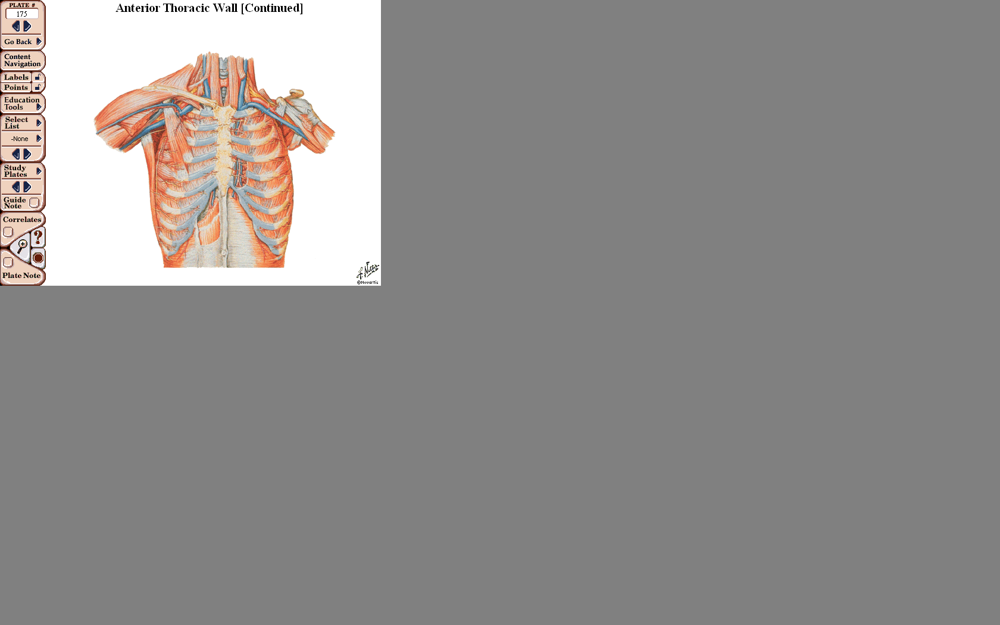 PLATE #
175
Go Back
Content
Navigation
Labels
Points
Education
Tools
Select
List
-None
Study
Plates
Guide
Note
Correlates
?
Plate Note
Anterior Thoracic Wall [Continued]
©Novartis